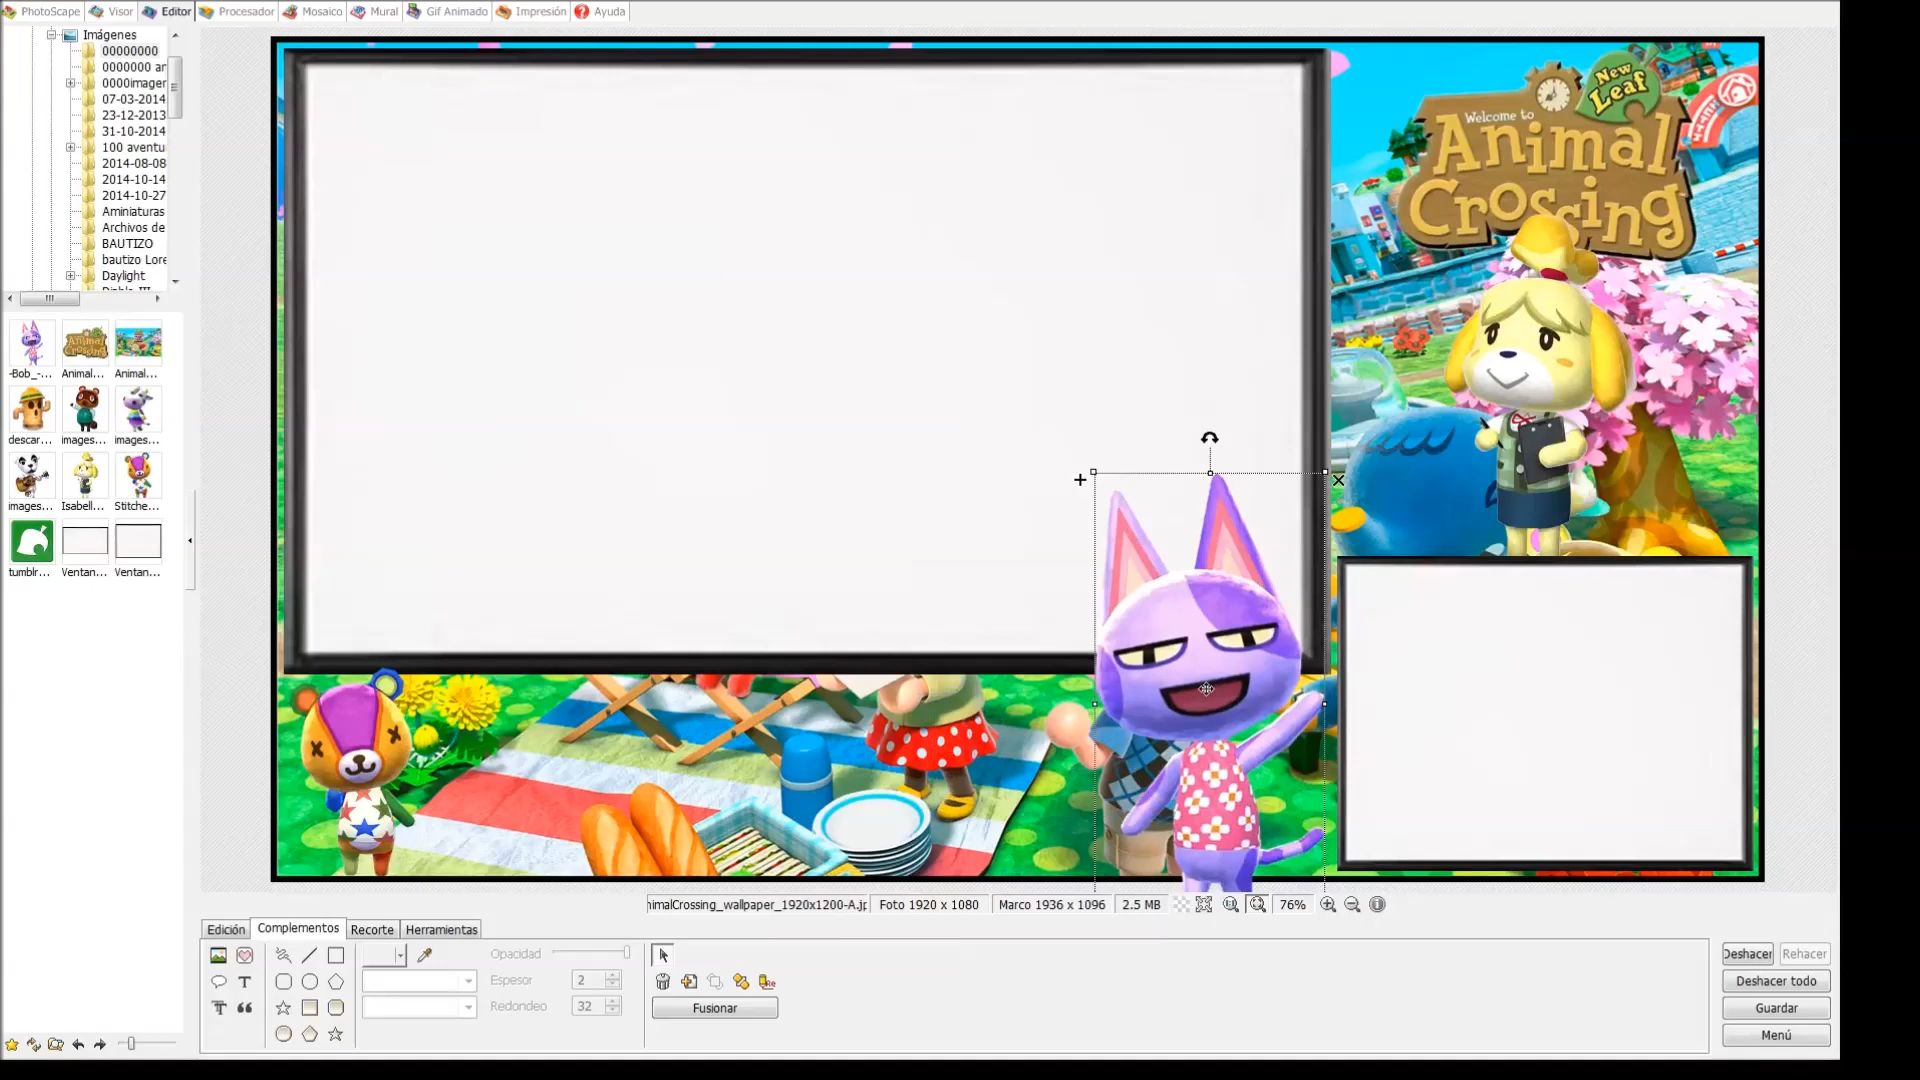 PhotoScape Visor Editor Procesador Mosaico Mural Gif Animado Impresión Ayuda
Imágenes
00000000
0000000 ar
0000imager
07-03-2014
23-12-2013
31-10-2014
100 aventu
2014-08-08
2014-10-14
2014-10-27
Aminiaturas
Archivos de
BAUTIZO
bautizo Lore
Daylight
-Bob_-... Animal... Animal...
descar... images... images...
images... Isabell... Stitche...
tumblr... Ventan... Ventan...
New
Leaf
Welcome to
Animal
Crossing
nimalCrossing_wallpaper_1920x1200-A.jp Foto 1920 x 1080 Marco 1936 x 1096 2.5 MB 76%
Edición Complementos Recorte Herramientas
Opacidad
Espesor 2
Redondeo 32
Fusionar
Deshacer Rehacer
Deshacer todo
Guardar
Menú